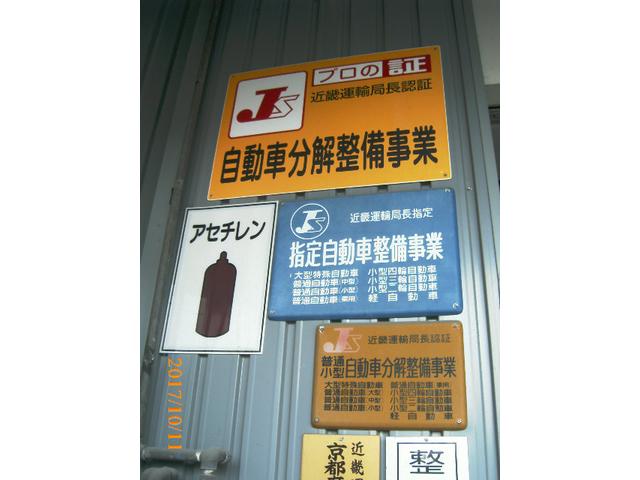 プロの証
JS
近畿運輸局長認証
自動車分解整備事業
アセチレン
JS
近畿運輸局長指定
指定自動車整備事業
大型特殊自動車 小型四輪自動車
普通自動車(中型) 小型三輪自動車
普通自動車(小型) 小型二輪自動車
普通自動車(乗用) 軽自動車
JS
近畿運輸局長認証
普通小型自動車分解整備事業
大型特殊自動車 普通自動車(乗用)
普通自動車(大型) 小型四輪自動車
普通自動車(中型) 小型三輪自動車
普通自動車(小型) 小型二輪自動車
軽自動車
近畿
京都
整
2017/10/11